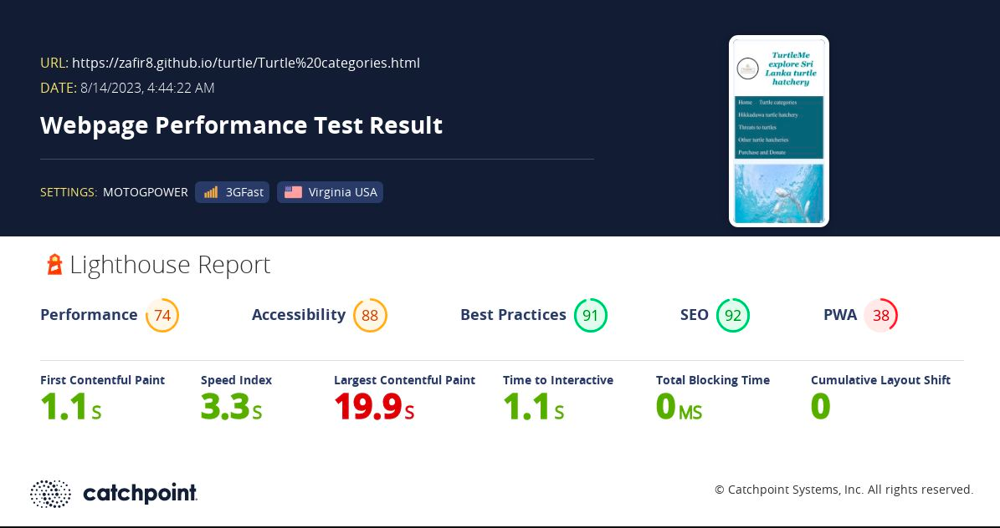 URL: https://zafir8.github.io/turtle/Turtle%20categories.html
DATE: 8/14/2023, 4:44:22 AM
Webpage Performance Test Result
SETTINGS: MOTOGPOWER 3GFast Virginia USA
TurtleMe
explore Sri
Lanka turtle
hatchery
Home Turtle categories
Hikkaduwa turtle hatchery
Threats to turtles
Other turtle hatcheries
Purchase and Donate
Lighthouse Report
Performance 74 Accessibility 88 Best Practices 91 SEO 92 PWA 38
First Contentful Paint Speed Index Largest Contentful Paint Time to Interactive Total Blocking Time Cumulative Layout Shift
1.1 S 3.3 S 19.9 S 1.1 S 0 MS 0
catchpoint.
© Catchpoint Systems, Inc. All rights reserved.